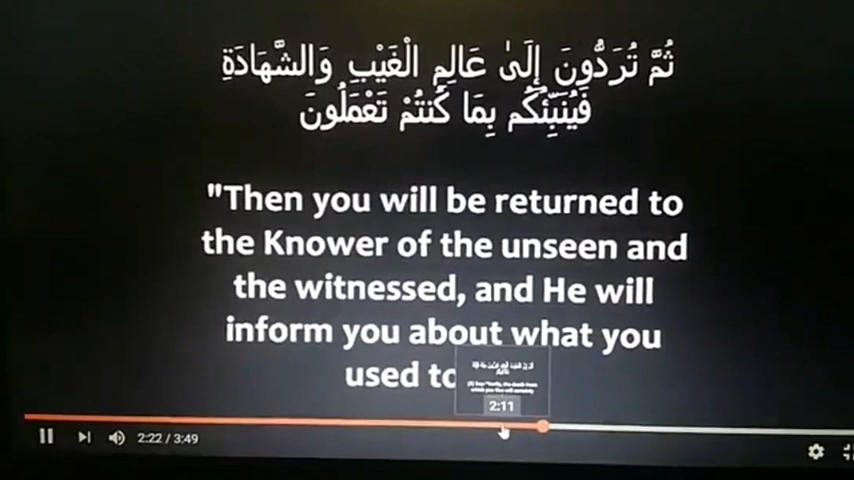 ثُمَّ تُرَدُّونَ إِلَىٰ عَالِمِ الْغَيْبِ وَالشَّهَادَةِ
فَيُنَبِّئُكُم بِمَا كُنتُمْ تَعْمَلُونَ
"Then you will be returned to
the Knower of the unseen and
the witnessed, and He will
inform you about what you
used to
2:11
2:22 / 3:49